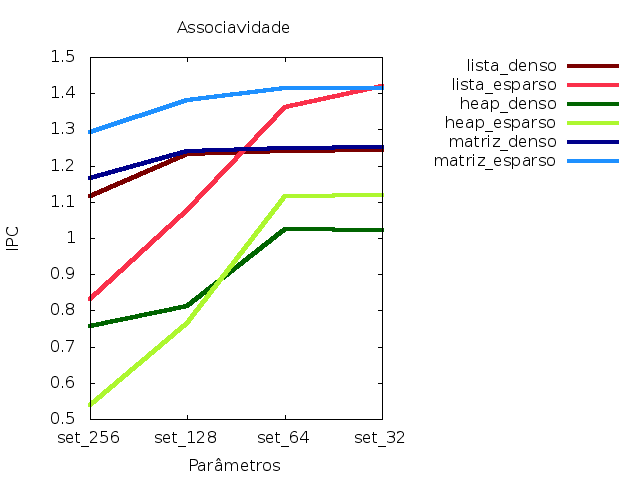 Associavidade
1.5
1.4
1.3
1.2
1.1
1
0.9
0.8
0.7
0.6
0.5
IPC
set_256 set_128 set_64 set_32
Parâmetros
lista_denso
lista_esparso
heap_denso
heap_esparso
matriz_denso
matriz_esparso